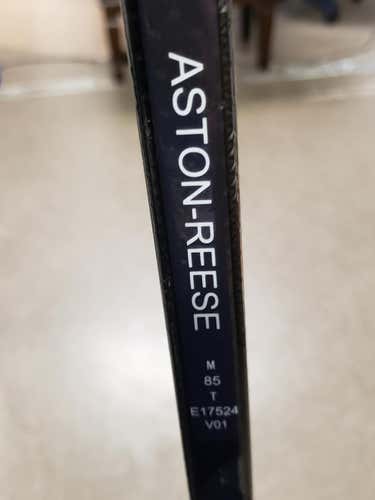 ASTON-REESE
M
85
T
E17524
V01